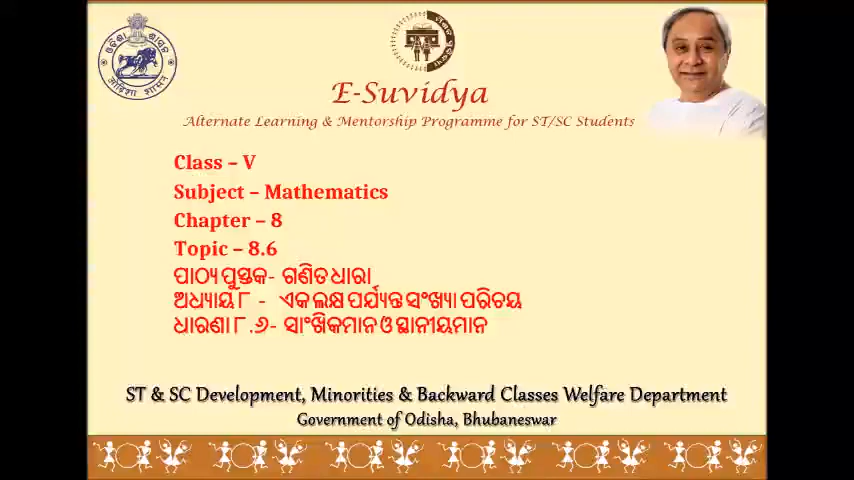 E-Suvidya
Alternate Learning & Mentorship Programme for ST/SC Students
Class – V
Subject – Mathematics
Chapter – 8
Topic – 8.6
ପାଠ୍ୟପୁସ୍ତକ- ଗଣିତ ଧାରା
ଅଧ୍ୟାୟ ୮ - ଏକ ଲକ୍ଷ ପର୍ଯ୍ୟନ୍ତ ସଂଖ୍ୟା ପରିଚୟ
ଧାରଣା ୮.୬- ସାଂଖିକମାନ ଓ ସ୍ଥାନୀୟମାନ
ST & SC Development, Minorities & Backward Classes Welfare Department
Government of Odisha, Bhubaneswar